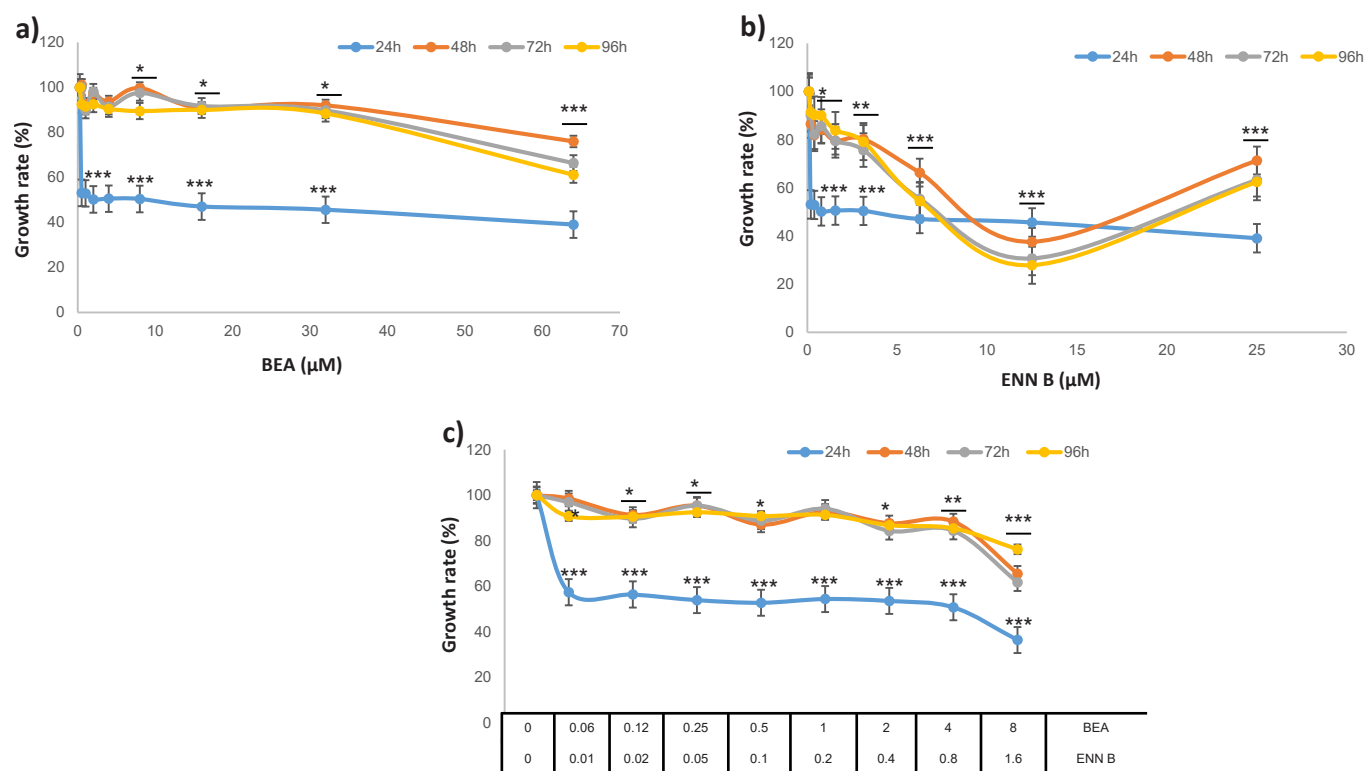 a)
24h 48h 72h 96h
120
100
80
60
40
20
0
* * * ***
*** *** *** ***
0 10 20 30 40 50 60 70
Growth rate (%)
BEA (µM)
b)
24h 48h 72h 96h
120
100
80
60
40
20
0
* ** *** *** ***
*** ***
0 5 10 15 20 25 30
Growth rate (%)
ENN B (µM)
c)
24h 48h 72h 96h
120
100
80
60
40
20
0
* * * * * ** ***
*** *** *** *** *** *** *** ***
Growth rate (%)
0 0.06 0.12 0.25 0.5 1 2 4 8 BEA
0 0.01 0.02 0.05 0.1 0.2 0.4 0.8 1.6 ENN B